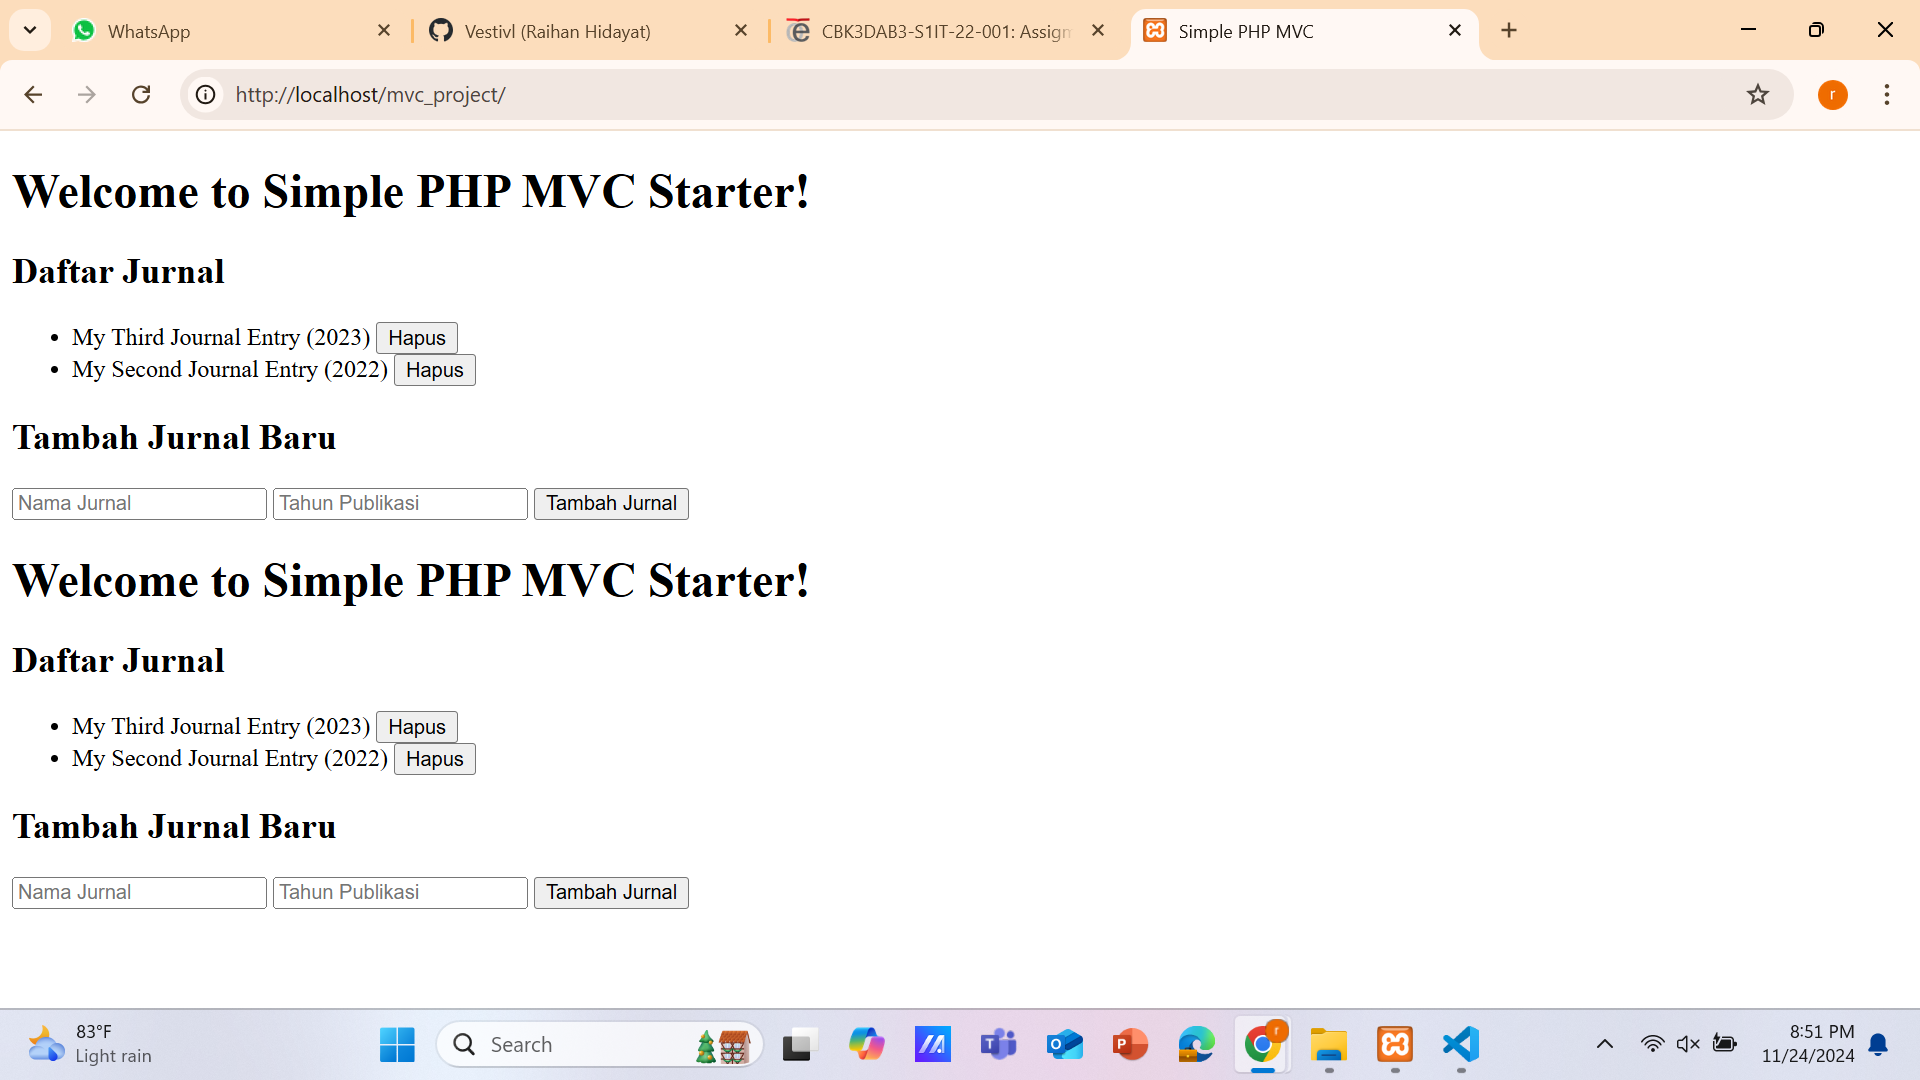 WhatsApp
Vestivl (Raihan Hidayat)
CBK3DAB3-S1IT-22-001: Assign
Simple PHP MVC
http://localhost/mvc_project/
r
Welcome to Simple PHP MVC Starter!
Daftar Jurnal
My Third Journal Entry (2023) Hapus
My Second Journal Entry (2022) Hapus
Tambah Jurnal Baru
Nama Jurnal Tahun Publikasi Tambah Jurnal
Welcome to Simple PHP MVC Starter!
Daftar Jurnal
My Third Journal Entry (2023) Hapus
My Second Journal Entry (2022) Hapus
Tambah Jurnal Baru
Nama Jurnal Tahun Publikasi Tambah Jurnal
83°F
Light rain
Search
r
8:51 PM
11/24/2024